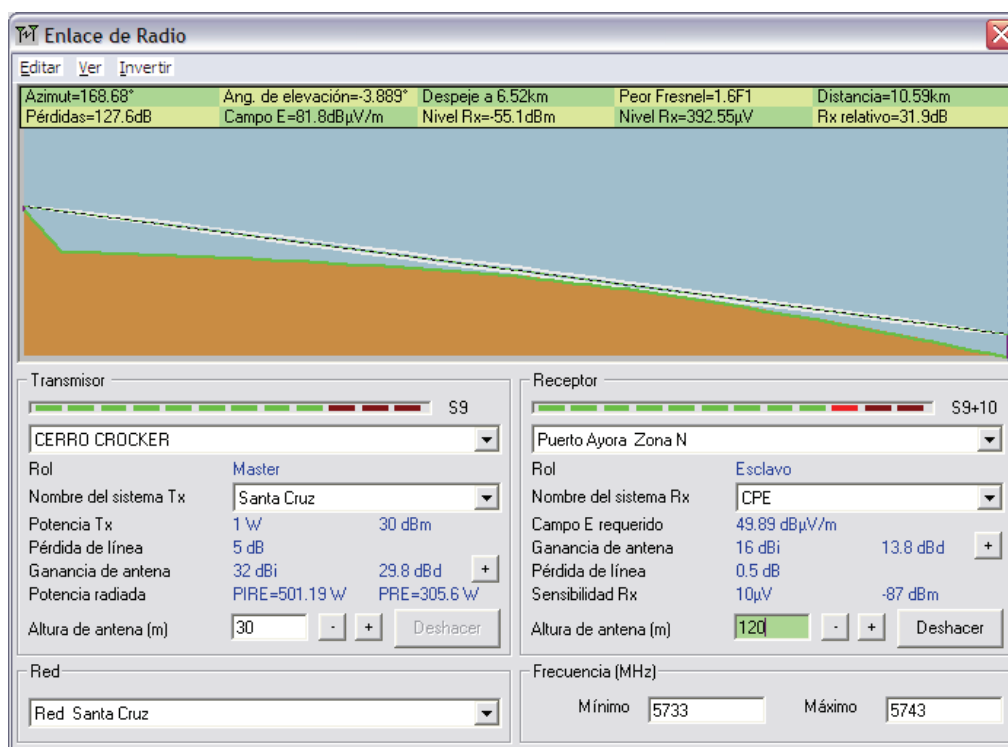 Enlace de Radio
Editar Ver Invertir
Azimut=168.68° Ang. de elevación=-3.889° Despeje a 6.52km Peor Fresnel=1.6F1 Distancia=10.59km
Pérdidas=127.6dB Campo E=81.8dBµV/m Nivel Rx=-55.1dBm Nivel Rx=392.55µV Rx relativo=31.9dB
Transmisor
S9
CERRO CROCKER
Rol Master
Nombre del sistema Tx Santa Cruz
Potencia Tx 1 W 30 dBm
Pérdida de línea 5 dB
Ganancia de antena 32 dBi 29.8 dBd +
Potencia radiada PIRE=501.19 W PRE=305.6 W
Altura de antena (m) 30 - + Deshacer
Red
Red Santa Cruz
Receptor
S9+10
Puerto Ayora Zona N
Rol Esclavo
Nombre del sistema Rx CPE
Campo E requerido 49.89 dBµV/m
Ganancia de antena 16 dBi 13.8 dBd +
Pérdida de línea 0.5 dB
Sensibilidad Rx 10µV -87 dBm
Altura de antena (m) 120 - + Deshacer
Frecuencia (MHz)
Mínimo 5733 Máximo 5743